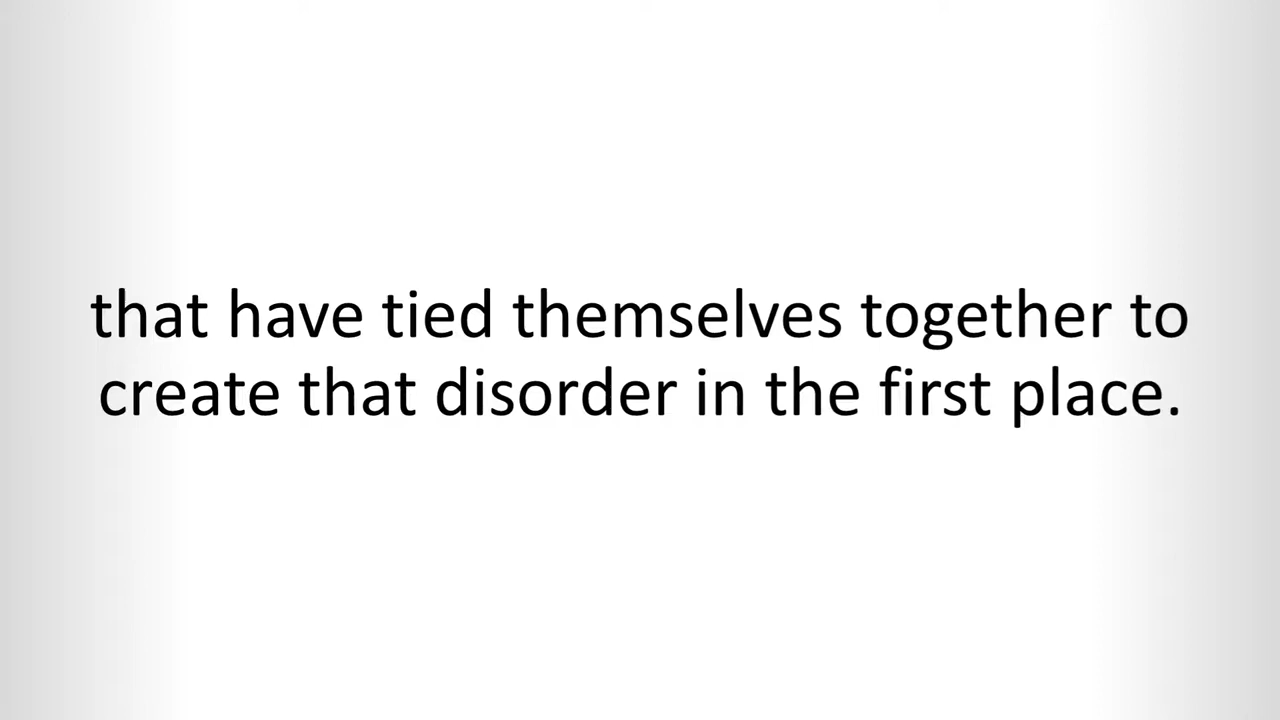 that have tied themselves together to
create that disorder in the first place.